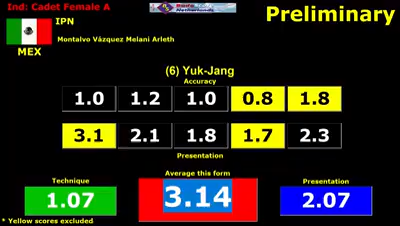 Ind: Cadet Female A
Preliminary
IPN
Montalvo Vázquez Melani Arleth
MEX
(6) Yuk-Jang
Accuracy
1.0 1.2 1.0 0.8 1.8
3.1 2.1 1.8 1.7 2.3
Presentation
Technique
Average this form
Presentation
1.07 3.14 2.07
* Yellow scores excluded